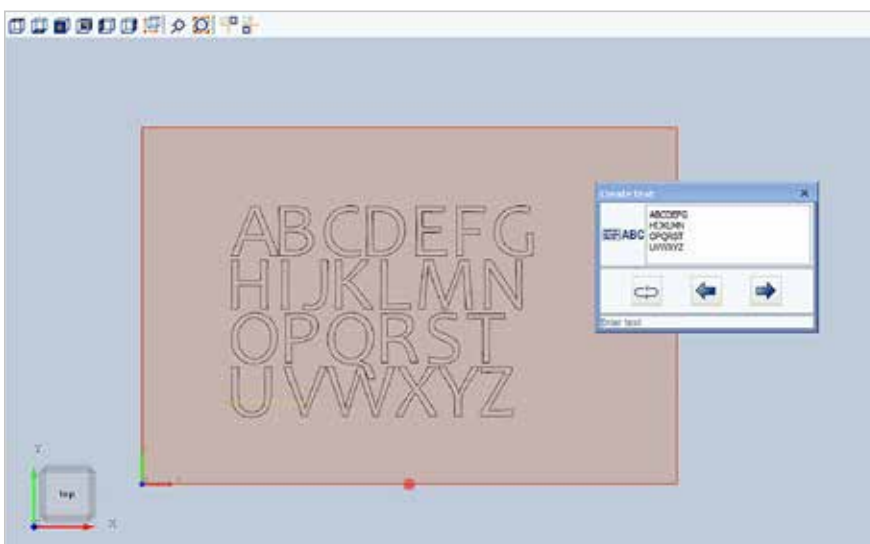 ABCDEFG
HIJKLMN
OPQRST
UVWXYZ
Create text
ABC
ABCDEFG
HIJKLMN
OPQRST
UVWXYZ
Enter text
Y
top
X